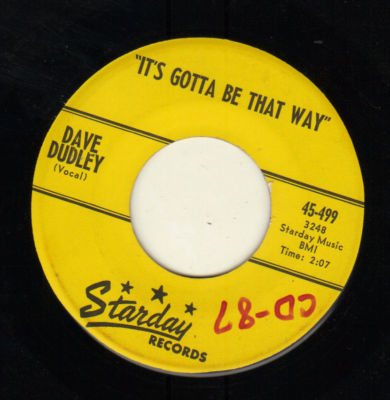 "IT'S GOTTA BE THAT WAY"
DAVE
DUDLEY
(Vocal)
45-499
3248
Starday Music
BMI
Time: 2:07
Starday
RECORDS
CD-87